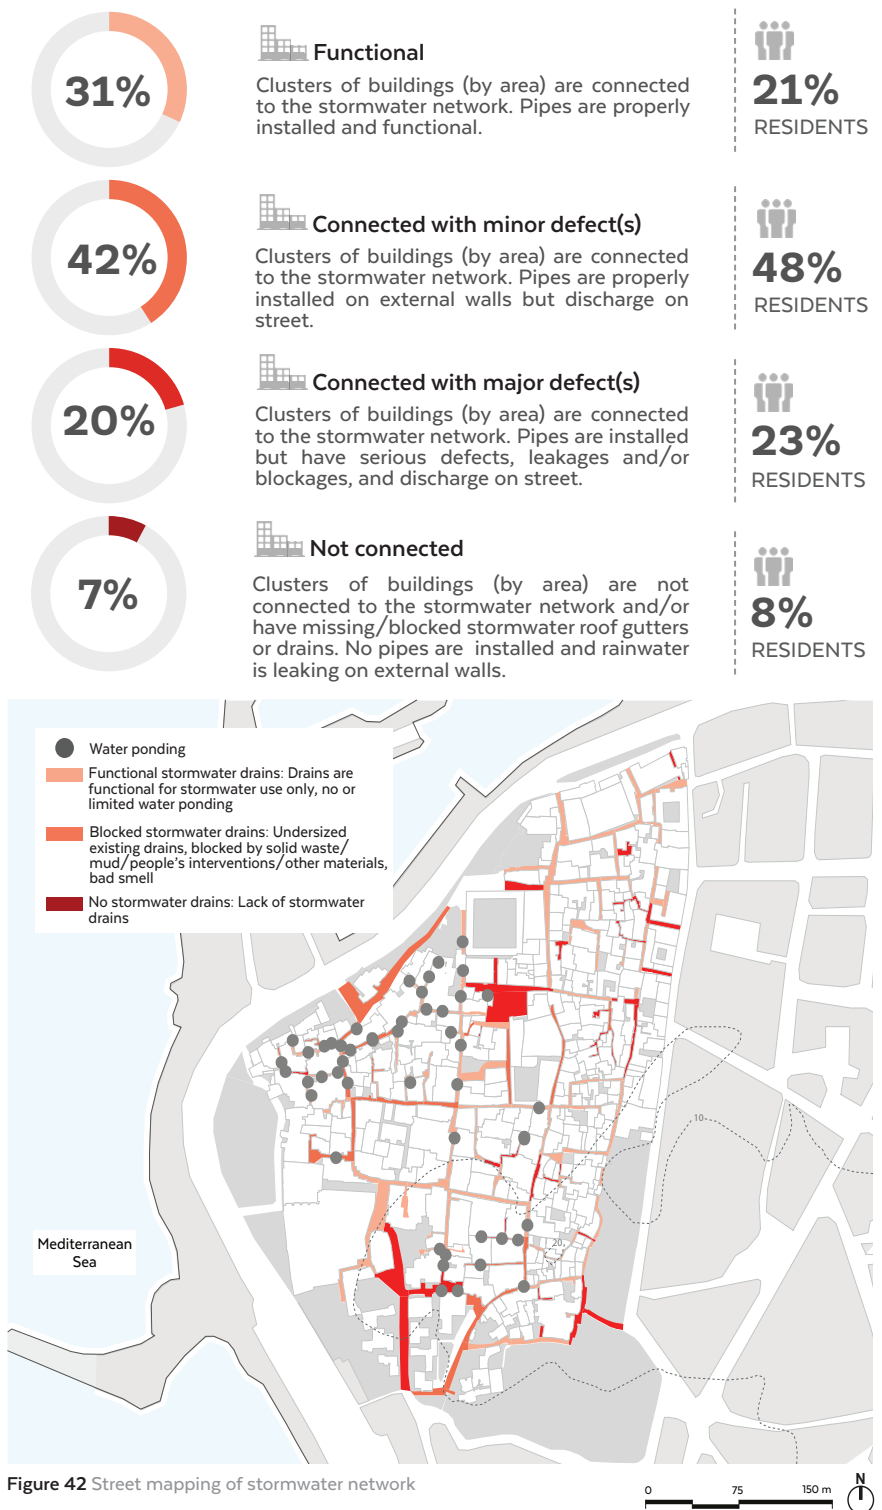 31%
Functional
Clusters of buildings (by area) are connected
to the stormwater network. Pipes are properly
installed and functional.
21%
RESIDENTS
42%
Connected with minor defect(s)
Clusters of buildings (by area) are connected
to the stormwater network. Pipes are properly
installed on external walls but discharge on
street.
48%
RESIDENTS
20%
Connected with major defect(s)
Clusters of buildings (by area) are connected
to the stormwater network. Pipes are installed
but have serious defects, leakages and/or
blockages, and discharge on street.
23%
RESIDENTS
7%
Not connected
Clusters of buildings (by area) are not
connected to the stormwater network and/or
have missing/blocked stormwater roof gutters
or drains. No pipes are installed and rainwater
is leaking on external walls.
8%
RESIDENTS
Water ponding
Functional stormwater drains: Drains are
functional for stormwater use only, no or
limited water ponding
Blocked stormwater drains: Undersized
existing drains, blocked by solid waste/
mud/people's interventions/other materials,
bad smell
No stormwater drains: Lack of stormwater
drains
10
20
Mediterranean
Sea
Figure 42 Street mapping of stormwater network
0 75 150 m
N